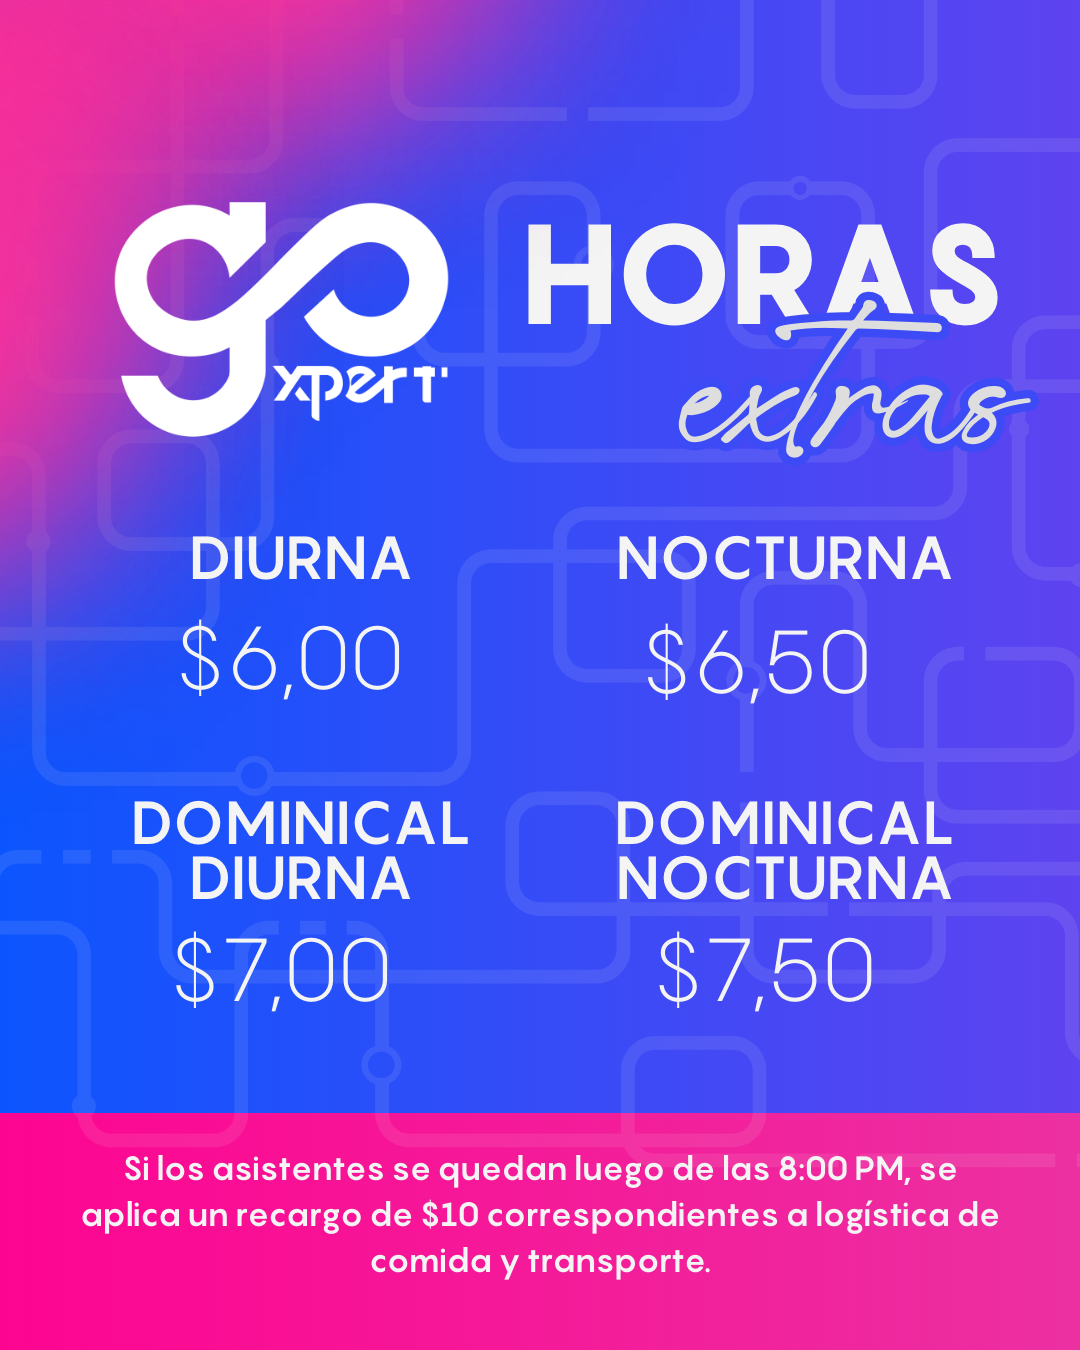 go
xpert
HORAS
extras
DIURNA
NOCTURNA
$6,00
$6,50
DOMINICAL
DIURNA
DOMINICAL
NOCTURNA
$7,00
$7,50
Si los asistentes se quedan luego de las 8:00 PM, se
aplica un recargo de $10 correspondientes a logística de
comida y transporte.